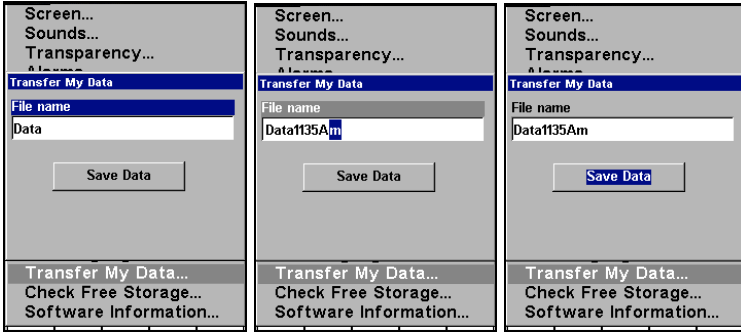 Screen...
Sounds...
Transparency...
Alarms
Transfer My Data
File name
Data
Save Data
Transfer My Data...
Check Free Storage...
Software Information...
Screen...
Sounds...
Transparency...
Alarms
Transfer My Data
File name
Data1135Am
Save Data
Transfer My Data...
Check Free Storage...
Software Information...
Screen...
Sounds...
Transparency...
Alarms
Transfer My Data
File name
Data1135Am
Save Data
Transfer My Data...
Check Free Storage...
Software Information...